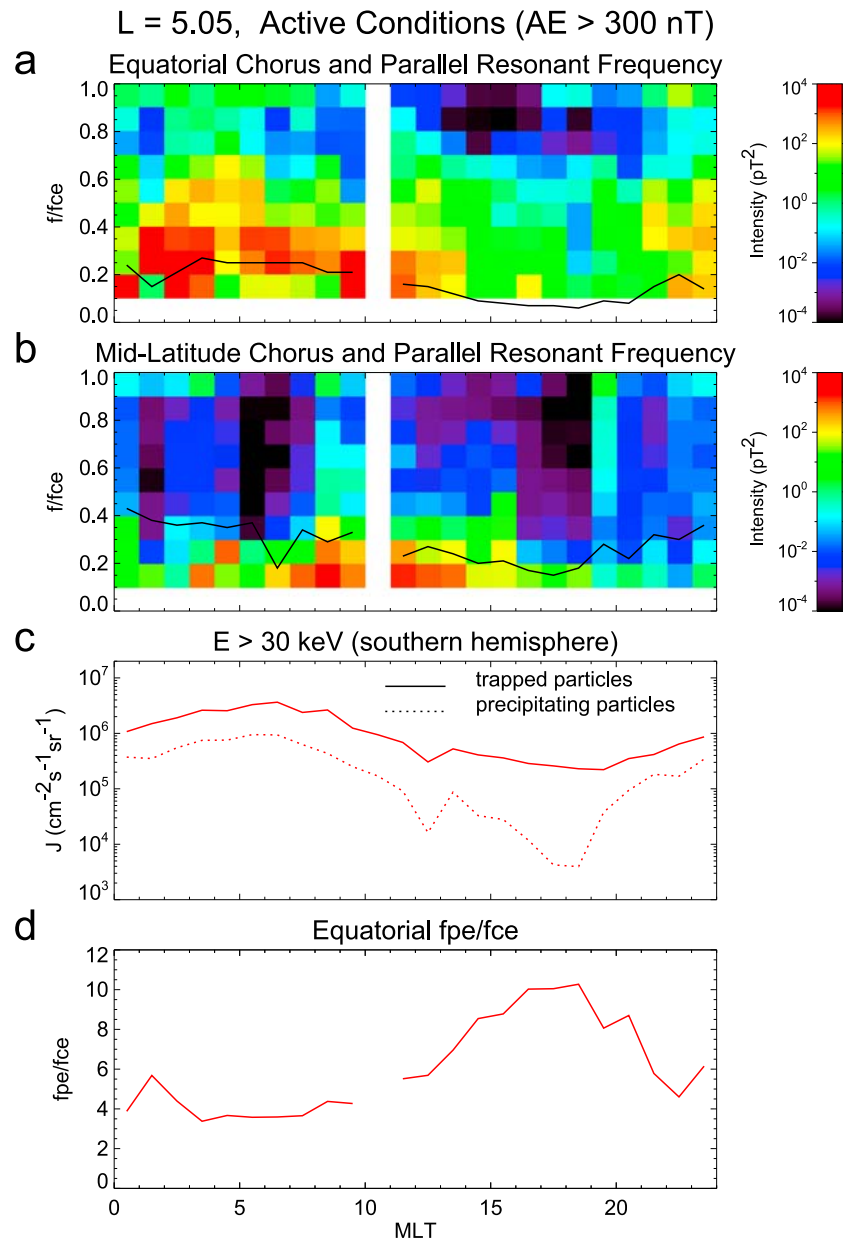 L = 5.05, Active Conditions (AE > 300 nT)
a
Equatorial Chorus and Parallel Resonant Frequency
1.0
0.8
0.6
0.4
0.2
0.0
f/fce
10^4
10^2
10^0
10^-2
10^-4
Intensity (pT^2)
b
Mid-Latitude Chorus and Parallel Resonant Frequency
1.0
0.8
0.6
0.4
0.2
0.0
f/fce
10^4
10^2
10^0
10^-2
10^-4
Intensity (pT^2)
c
E > 30 keV (southern hemisphere)
trapped particles
precipitating particles
10^7
10^6
10^5
10^4
10^3
J (cm^-2s^-1sr^-1)
d
Equatorial fpe/fce
12
10
8
6
4
2
0
fpe/fce
0 5 10 15 20
MLT